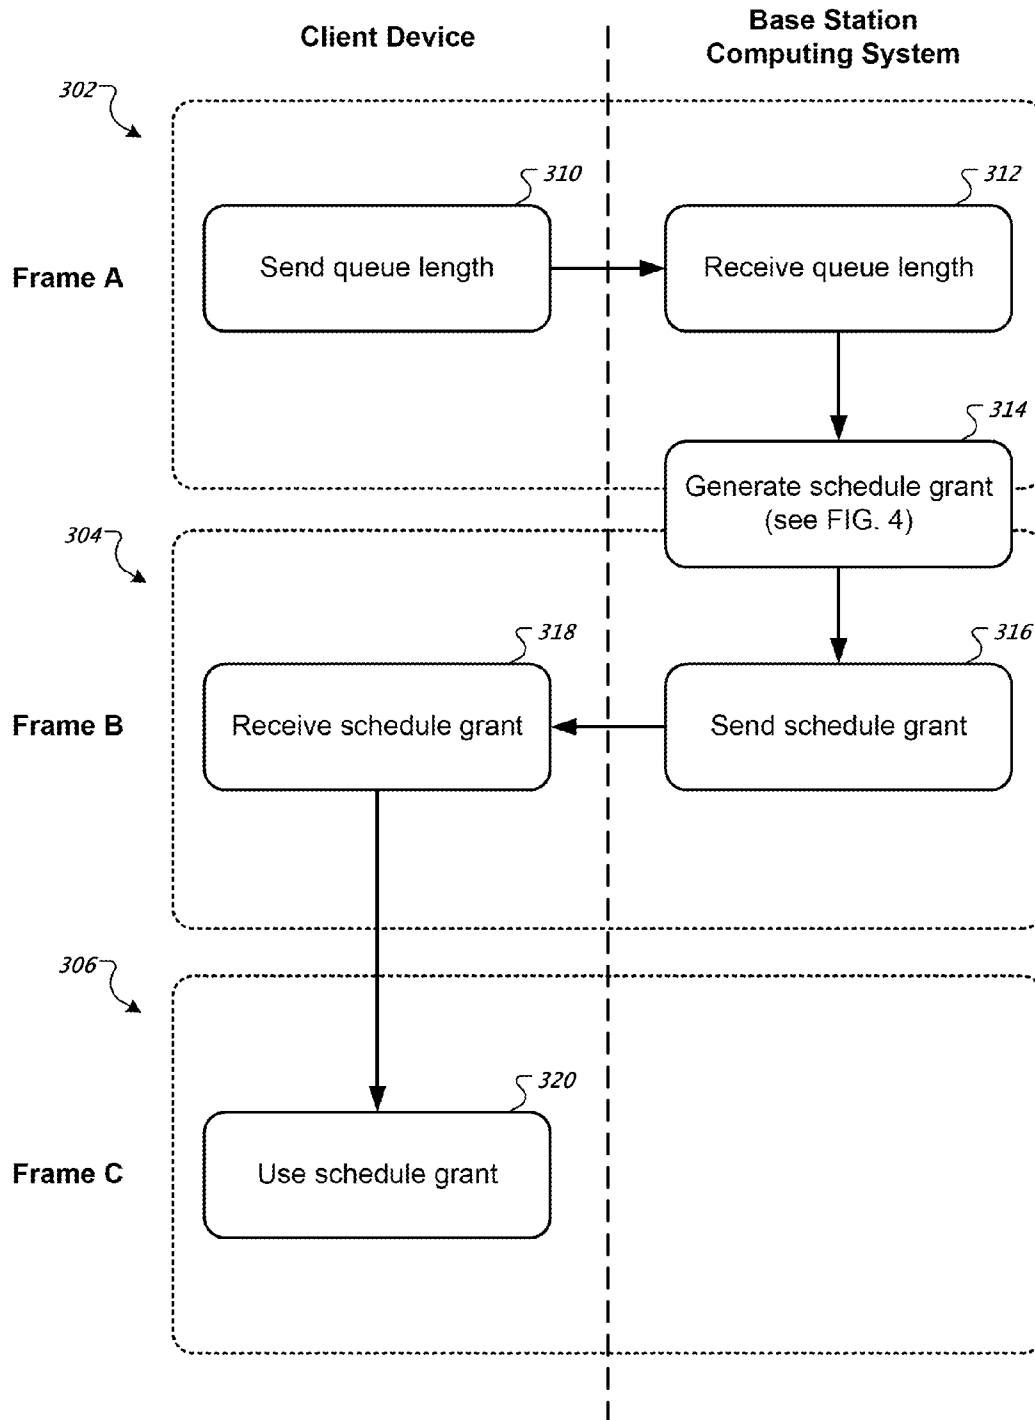 Client Device
Base Station
Computing System
302
310
312
Frame A
Send queue length
Receive queue length
314
Generate schedule grant
(see FIG. 4)
304
318
316
Frame B
Receive schedule grant
Send schedule grant
306
320
Frame C
Use schedule grant